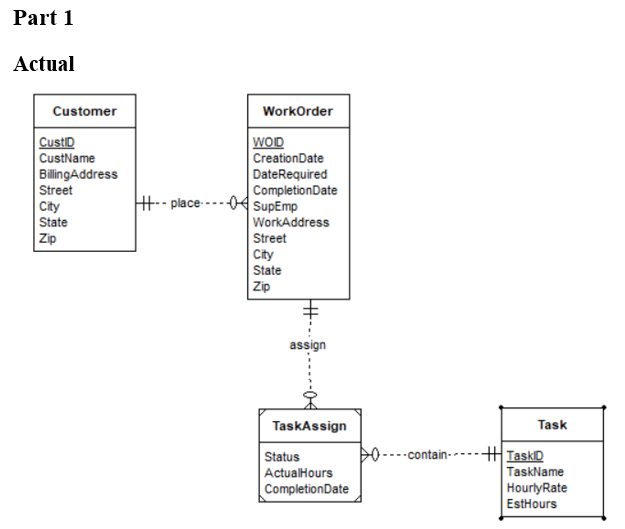 Part 1
Actual
Customer
CustID
CustName
BillingAddress
Street
City
State
Zip
place
WorkOrder
WOID
CreationDate
DateRequired
CompletionDate
SupEmp
WorkAddress
Street
City
State
Zip
assign
TaskAssign
Status
ActualHours
CompletionDate
contain
Task
TaskID
TaskName
HourlyRate
EstHours